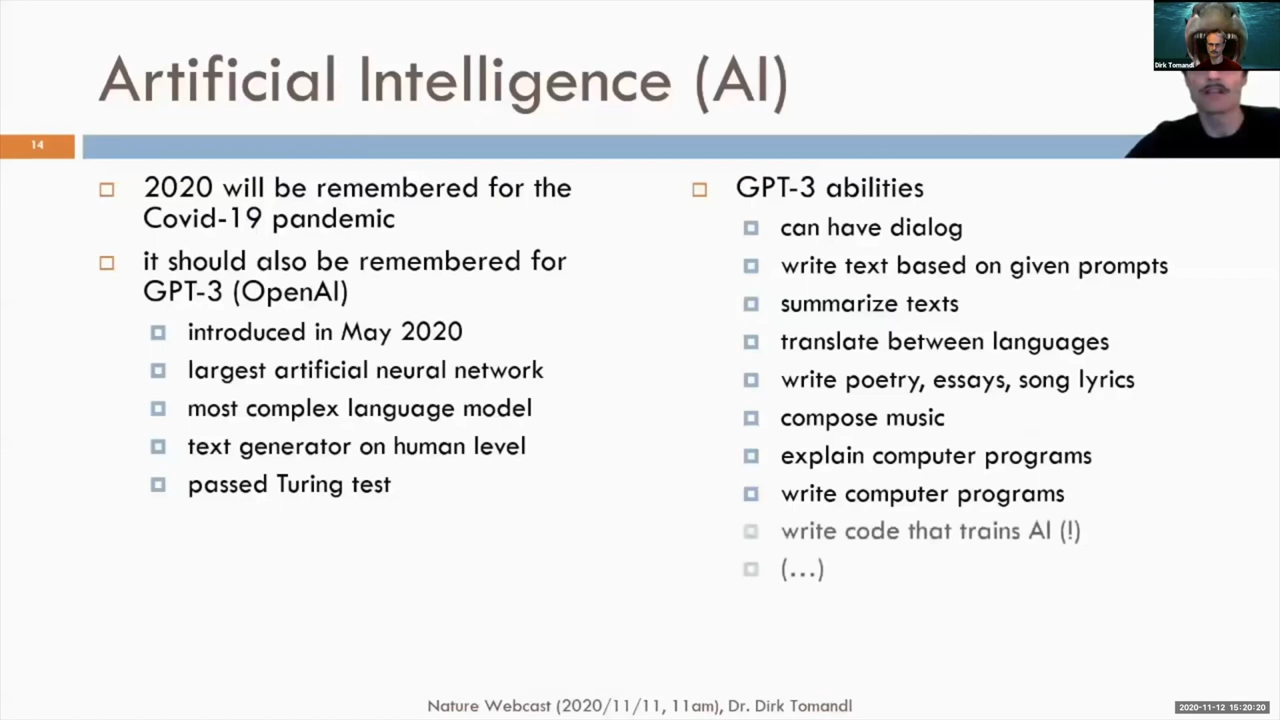 Artificial Intelligence (AI)
Dirk Tomandl
14
2020 will be remembered for the
Covid-19 pandemic
it should also be remembered for
GPT-3 (OpenAI)
introduced in May 2020
largest artificial neural network
most complex language model
text generator on human level
passed Turing test
GPT-3 abilities
can have dialog
write text based on given prompts
summarize texts
translate between languages
write poetry, essays, song lyrics
compose music
explain computer programs
write computer programs
write code that trains AI (!)
(...)
Nature Webcast (2020/11/11, 11am), Dr. Dirk Tomandl
2020-11-12 15:20:20